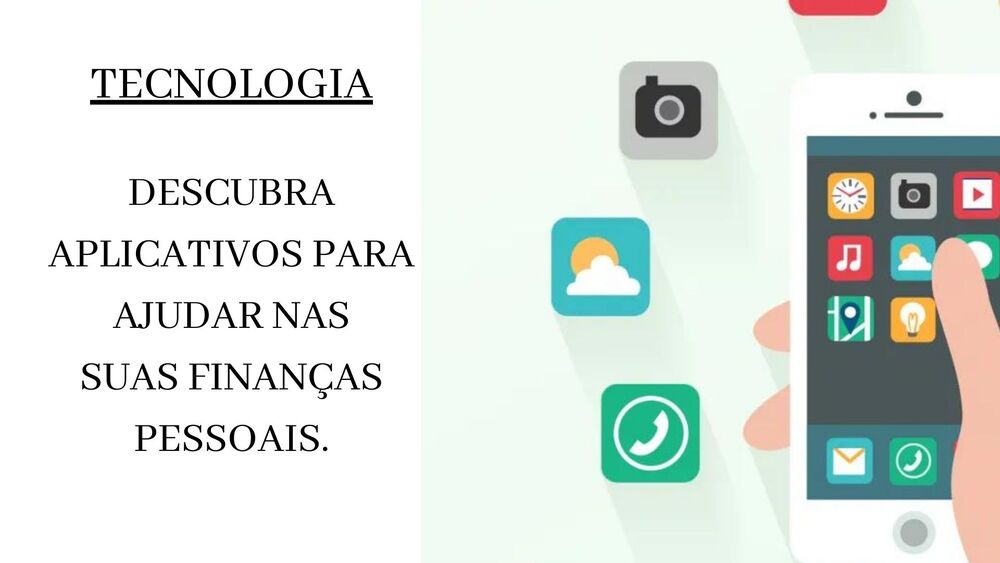 TECNOLOGIA
DESCUBRA
APLICATIVOS PARA
AJUDAR NAS
SUAS FINANÇAS
PESSOAIS.